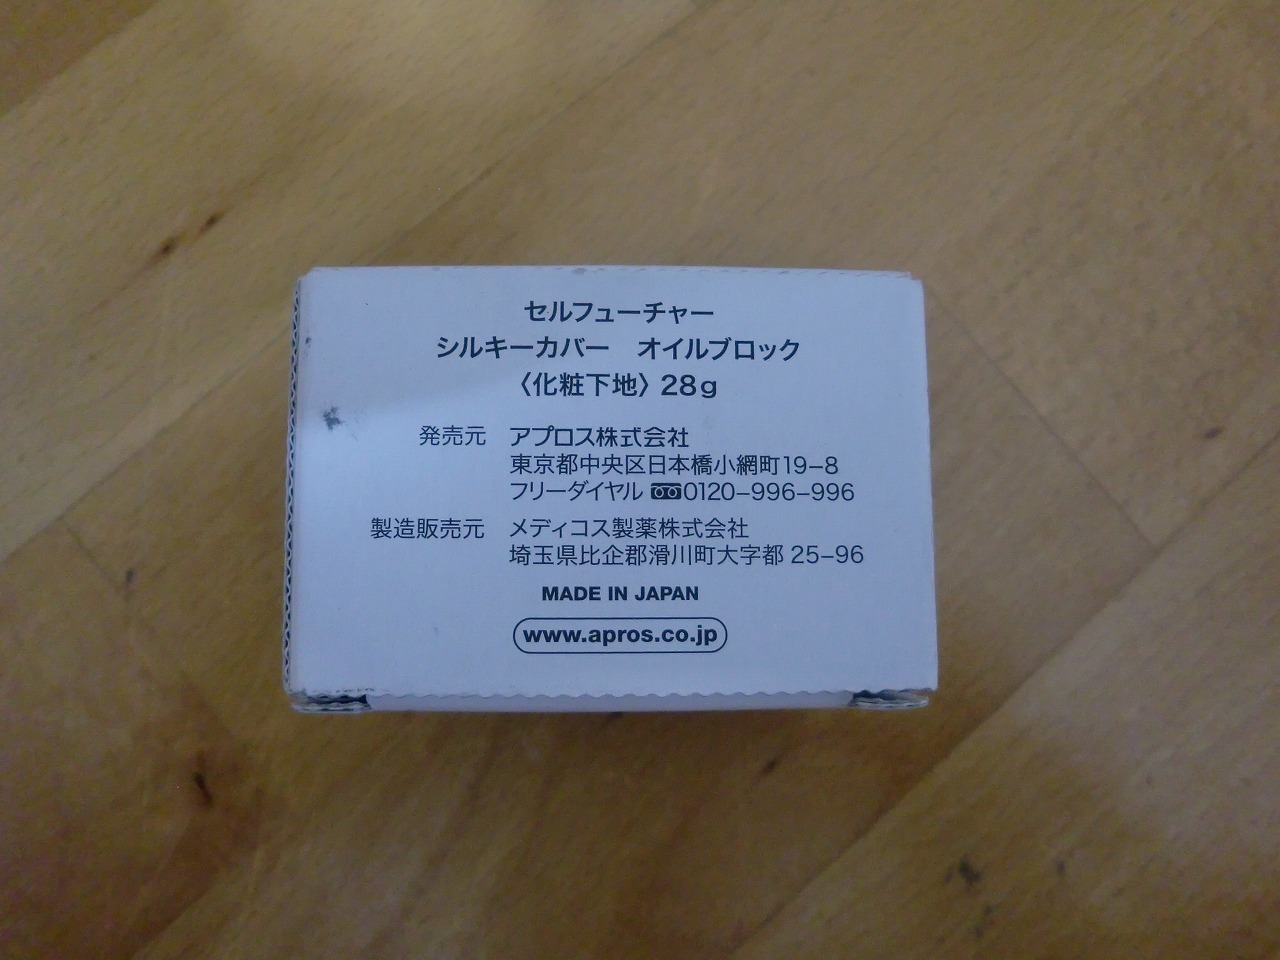 セルフューチャー
シルキーカバー　オイルブロック
〈化粧下地〉28g
発売元　アプロス株式会社
東京都中央区日本橋小網町19−8
フリーダイヤル 0120−996−996
製造販売元　メディコス製薬株式会社
埼玉県比企郡滑川町大字都 25−96
MADE IN JAPAN
www.apros.co.jp